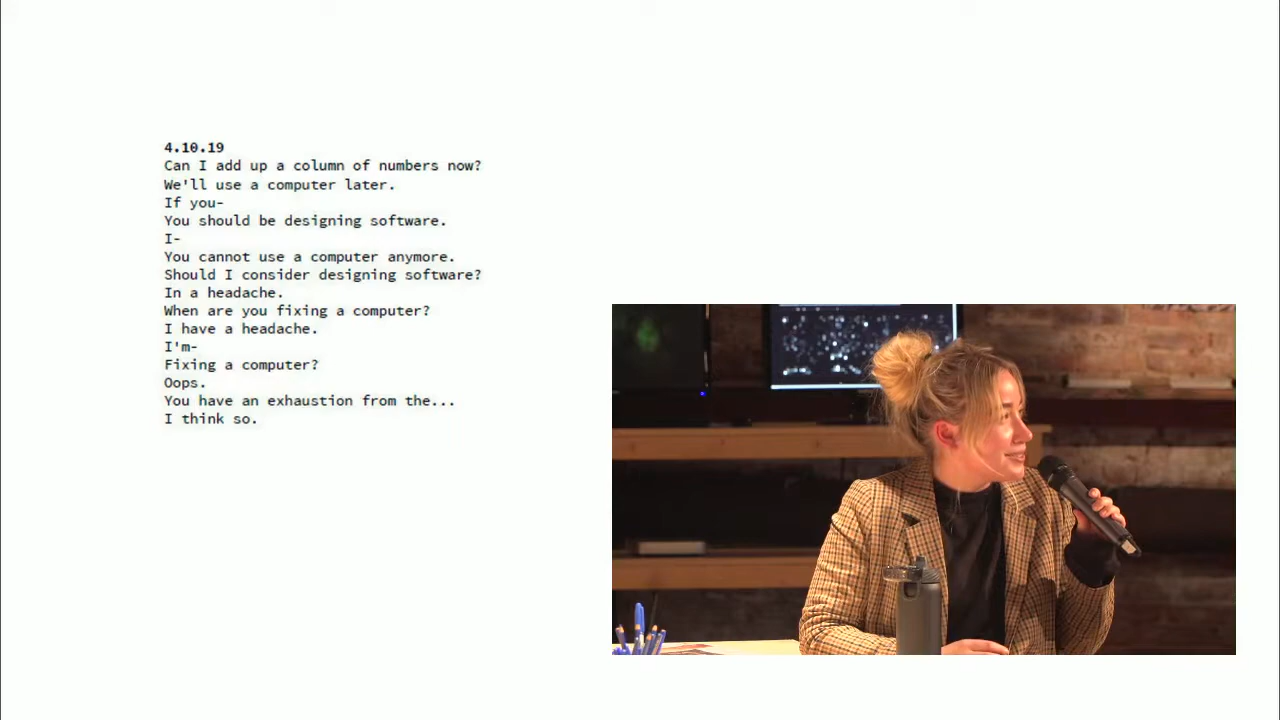 4.10.19
Can I add up a column of numbers now?
We'll use a computer later.
If you-
You should be designing software.
I-
You cannot use a computer anymore.
Should I consider designing software?
In a headache.
When are you fixing a computer?
I have a headache.
I'm-
Fixing a computer?
Oops.
You have an exhaustion from the...
I think so.